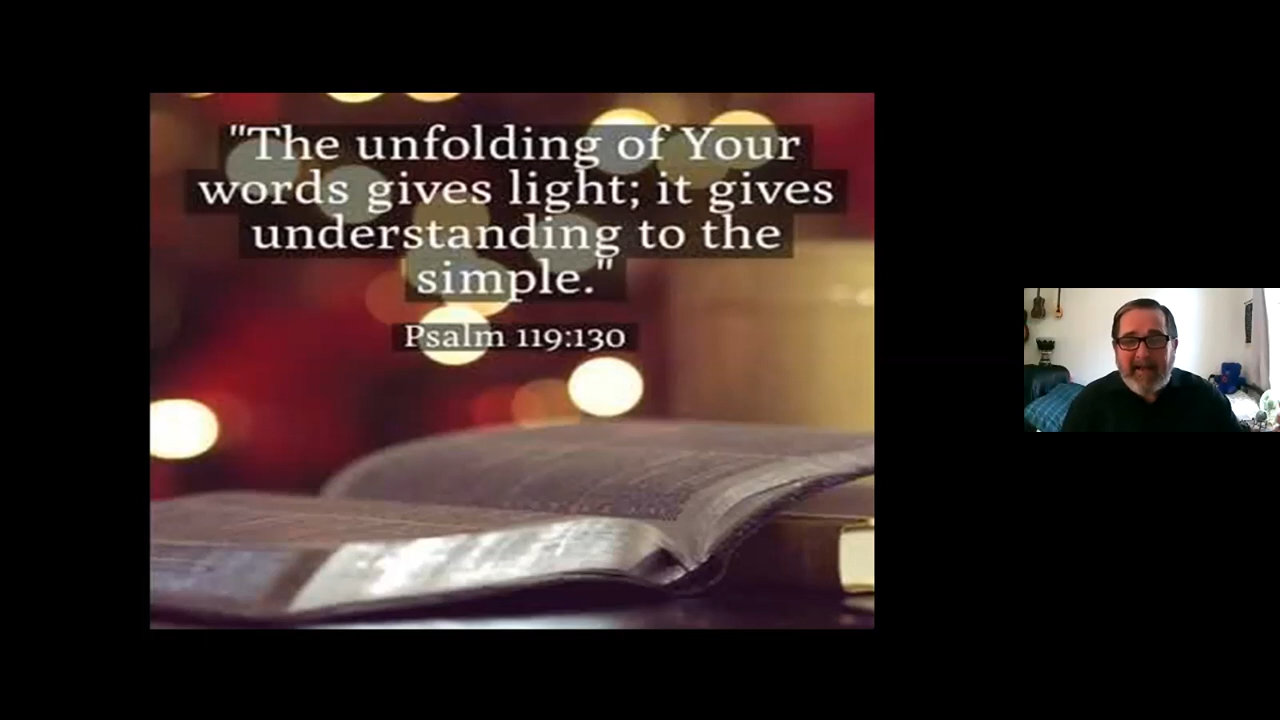 "The unfolding of Your
words gives light; it gives
understanding to the
simple."
Psalm 119:130